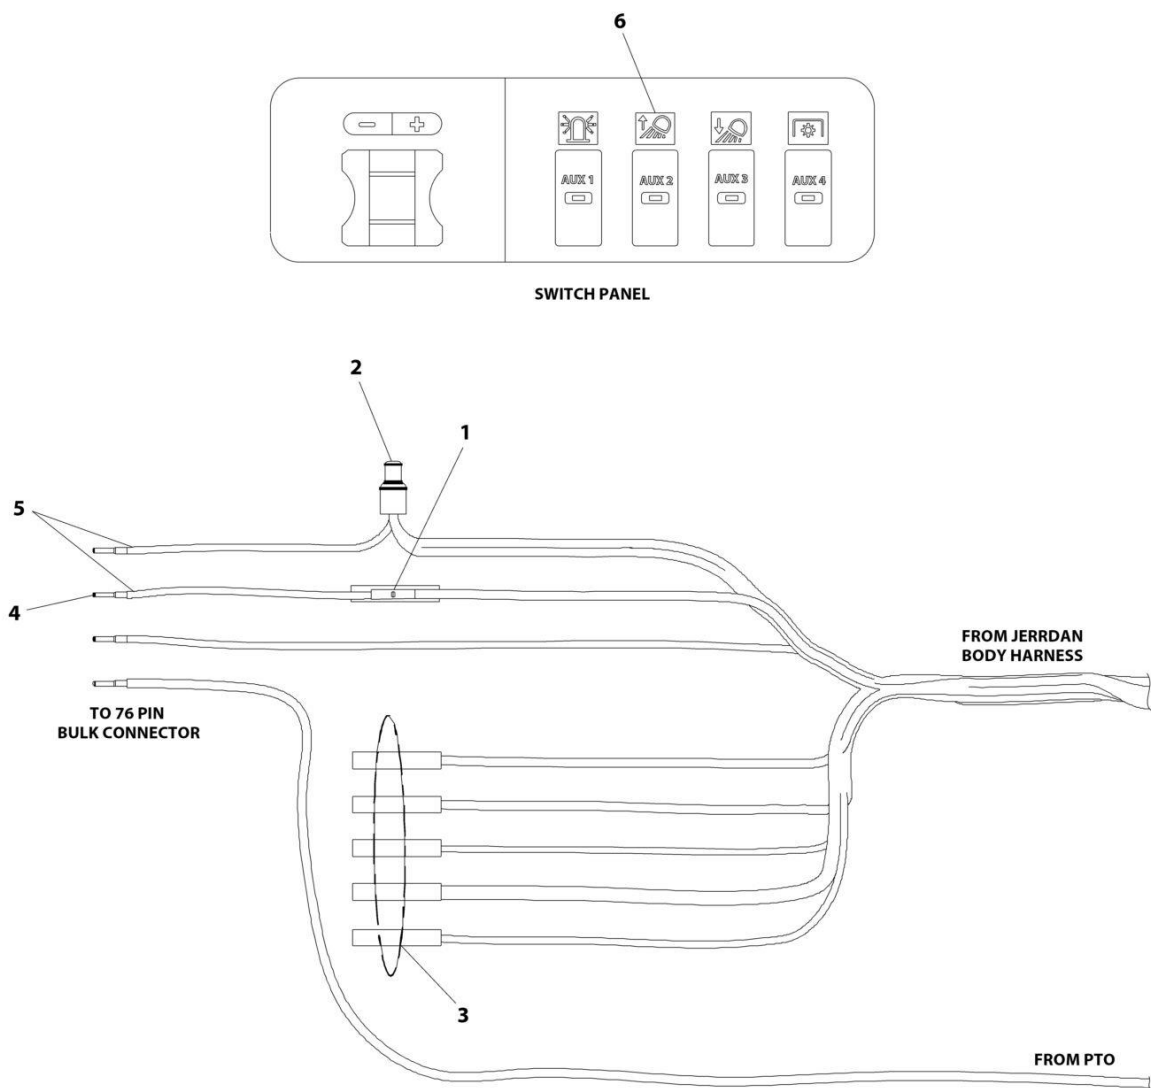 6
- +
AUX 1 AUX 2 AUX 3 AUX 4
SWITCH PANEL
2
1
5
4
FROM JERRDAN
BODY HARNESS
TO 76 PIN
BULK CONNECTOR
3
FROM PTO